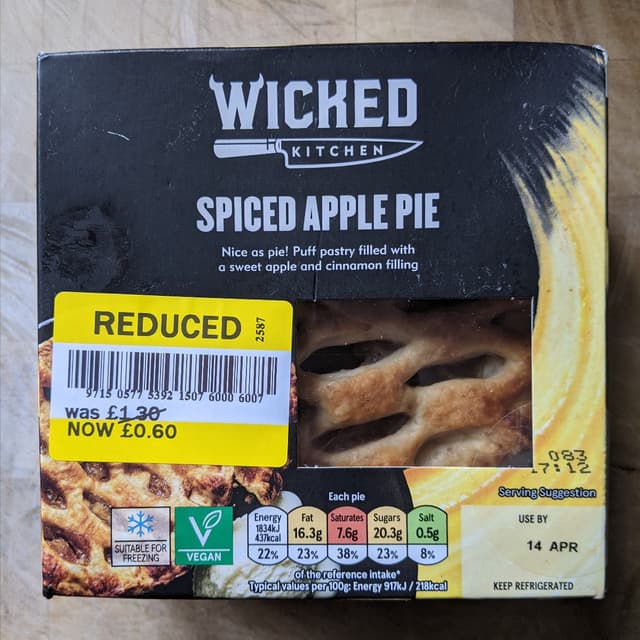 WICKED
KITCHEN
SPICED APPLE PIE
Nice as pie! Puff pastry filled with
a sweet apple and cinnamon filling
REDUCED
2587
9715 0577 5392 1507 6000 6007
was £1.30
NOW £0.60
083
17:12
Serving Suggestion
USE BY
14 APR
KEEP REFRIGERATED
SUITABLE FOR
FREEZING
VEGAN
Each pie
Energy
1834kJ
437kcal
22%
Fat
16.3g
23%
Saturates
7.6g
38%
Sugars
20.3g
23%
Salt
0.5g
8%
of the reference intake*
Typical values per 100g: Energy 917kJ / 218kcal